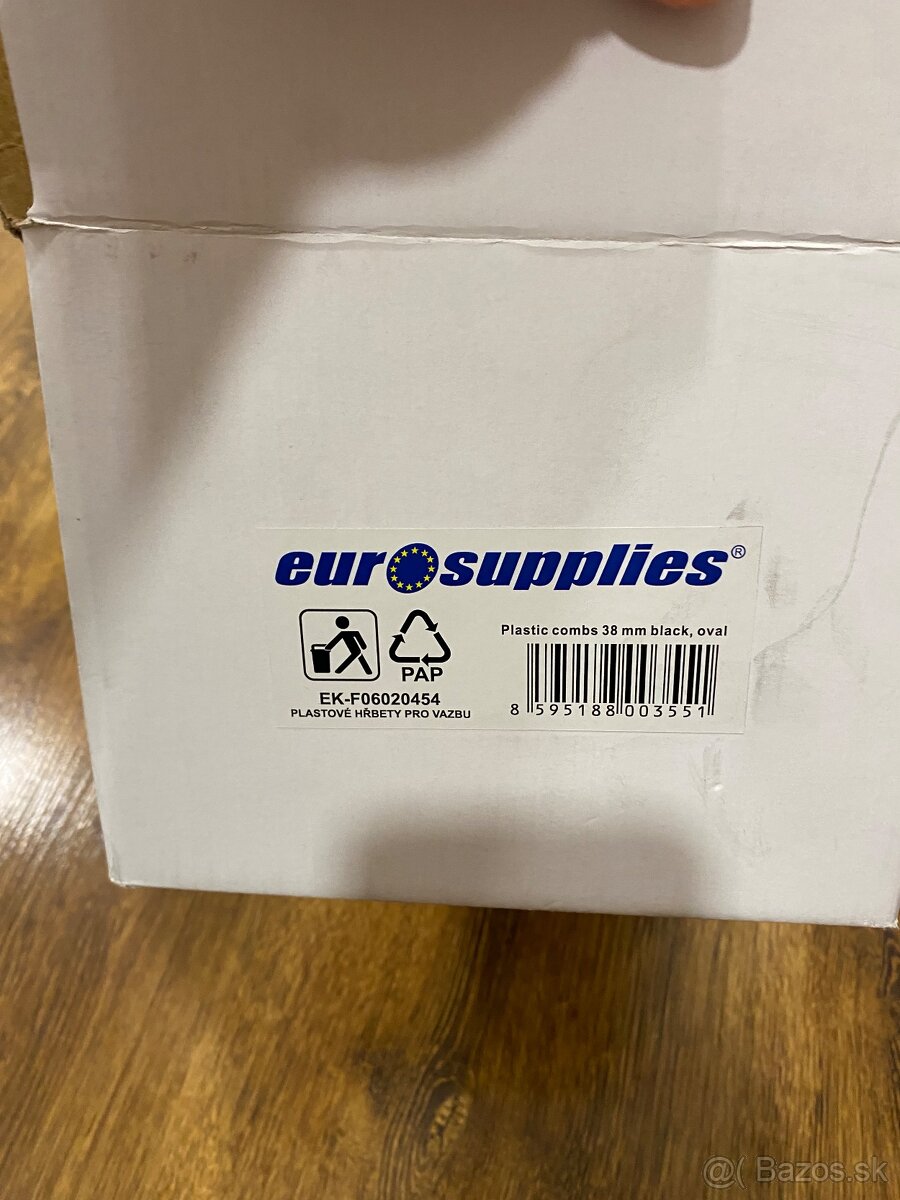 eurosupplies®
Plastic combs 38 mm black, oval
PAP
EK-F06020454
PLASTOVÉ HŘBETY PRO VAZBU
8 595188 003551
@( Bazos.sk